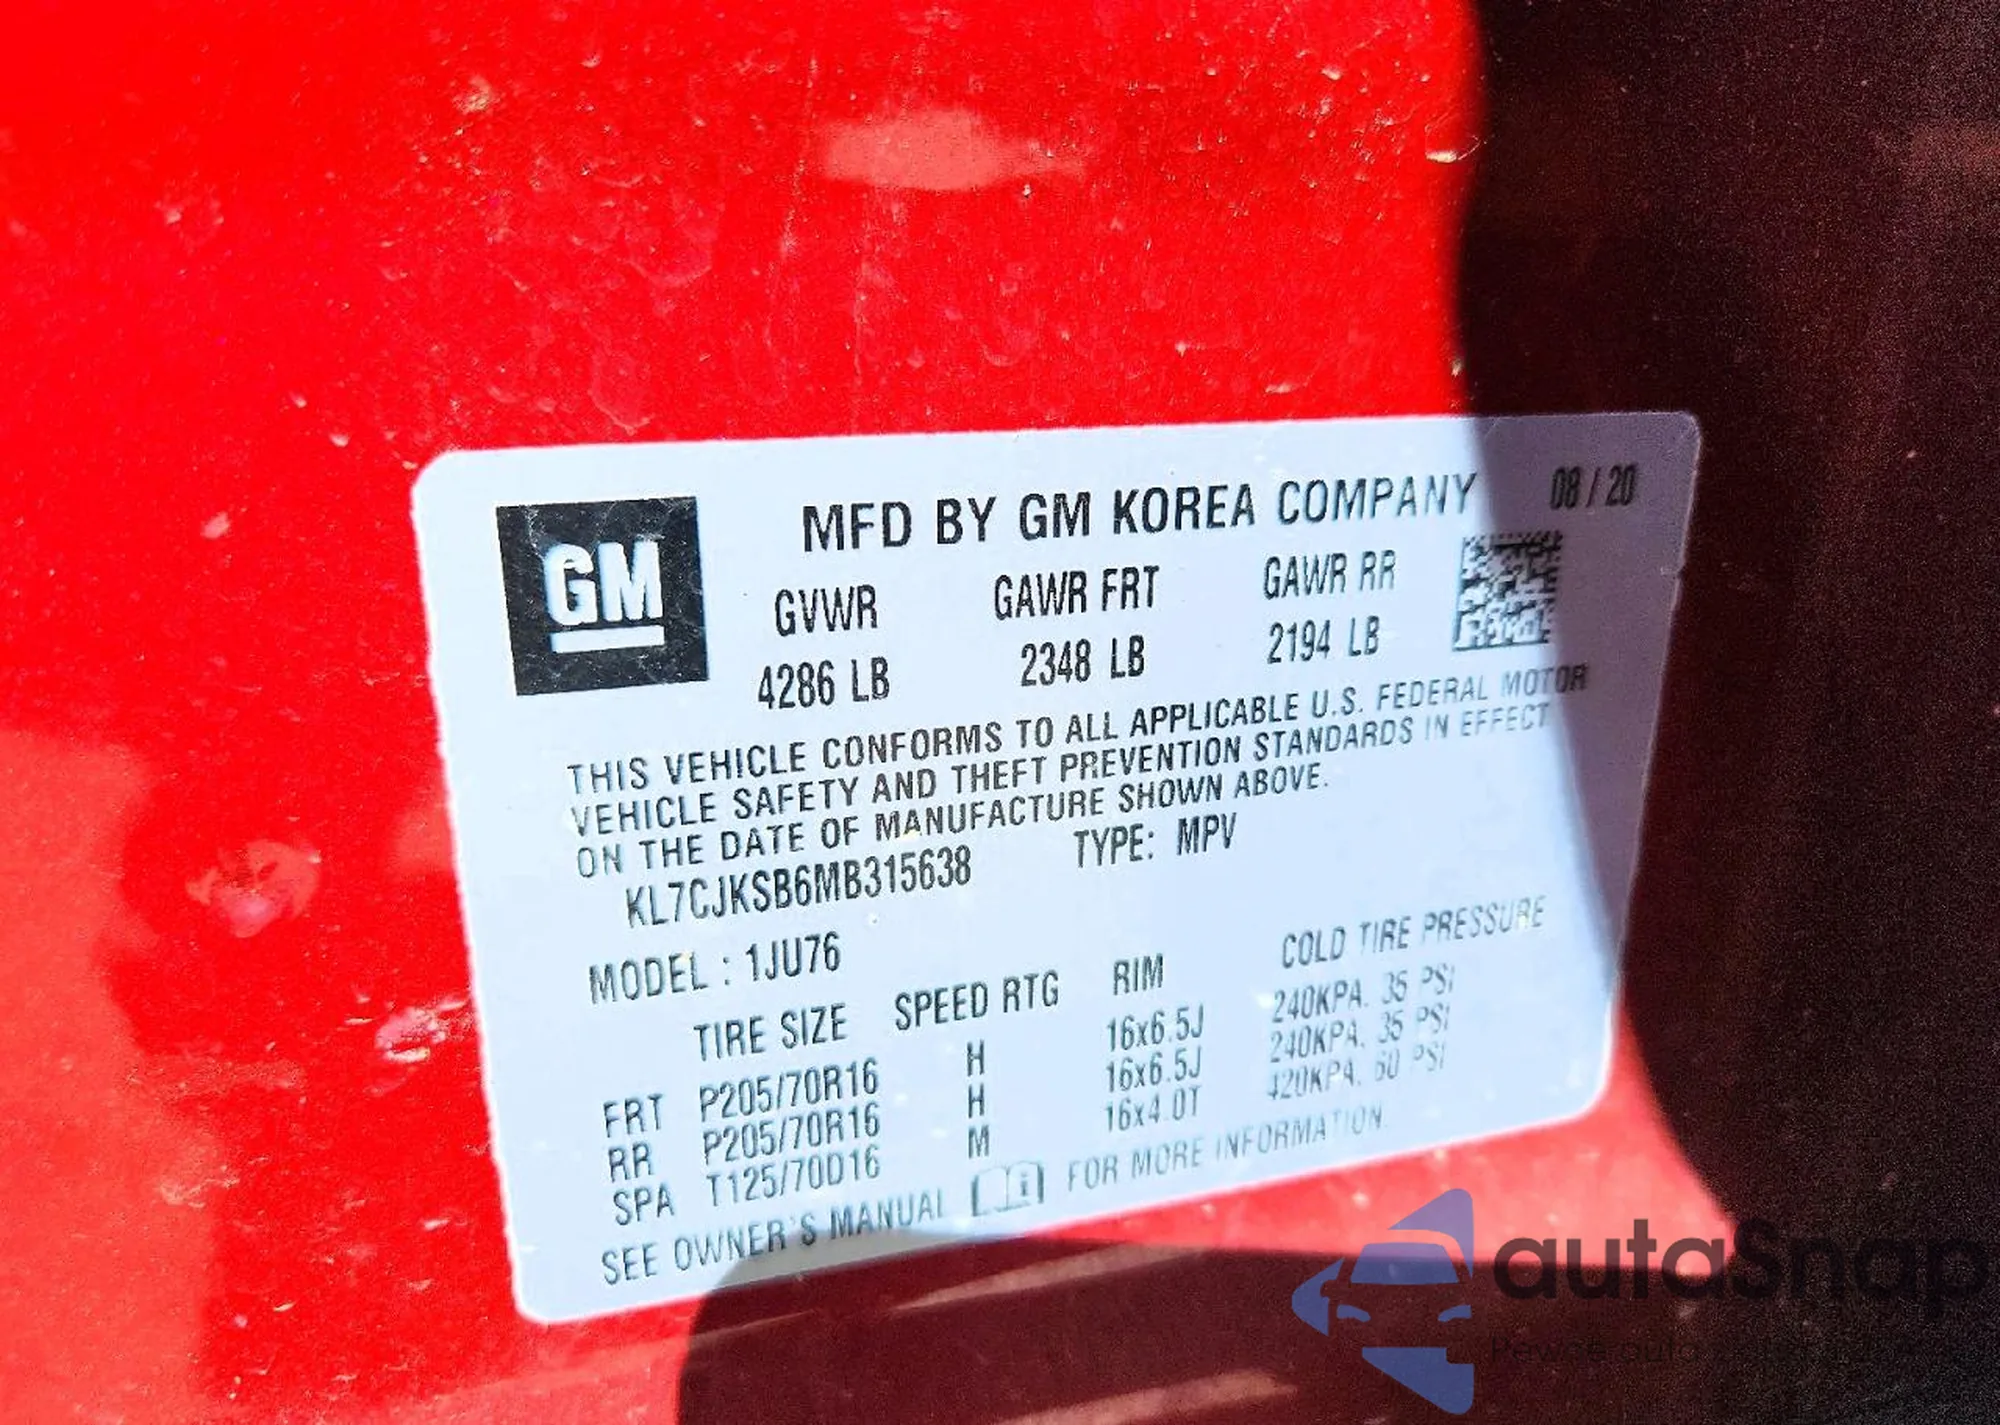 MFD BY GM KOREA COMPANY 08 / 20
GM
GVWR GAWR FRT GAWR RR
4286 LB 2348 LB 2194 LB
THIS VEHICLE CONFORMS TO ALL APPLICABLE U.S. FEDERAL MOTOR
VEHICLE SAFETY AND THEFT PREVENTION STANDARDS IN EFFECT
ON THE DATE OF MANUFACTURE SHOWN ABOVE.
KL7CJKSB6MB315638 TYPE: MPV
MODEL : 1JU76
TIRE SIZE SPEED RTG RIM COLD TIRE PRESSURE
FRT P205/70R16 H 16x6.5J 240KPA. 35 PSI
RR P205/70R16 H 16x6.5J 240KPA. 35 PSI
SPA T125/70D16 M 16x4.0T 420KPA. 60 PSI
SEE OWNER'S MANUAL FOR MORE INFORMATION.
autaSnap
Pewne auta